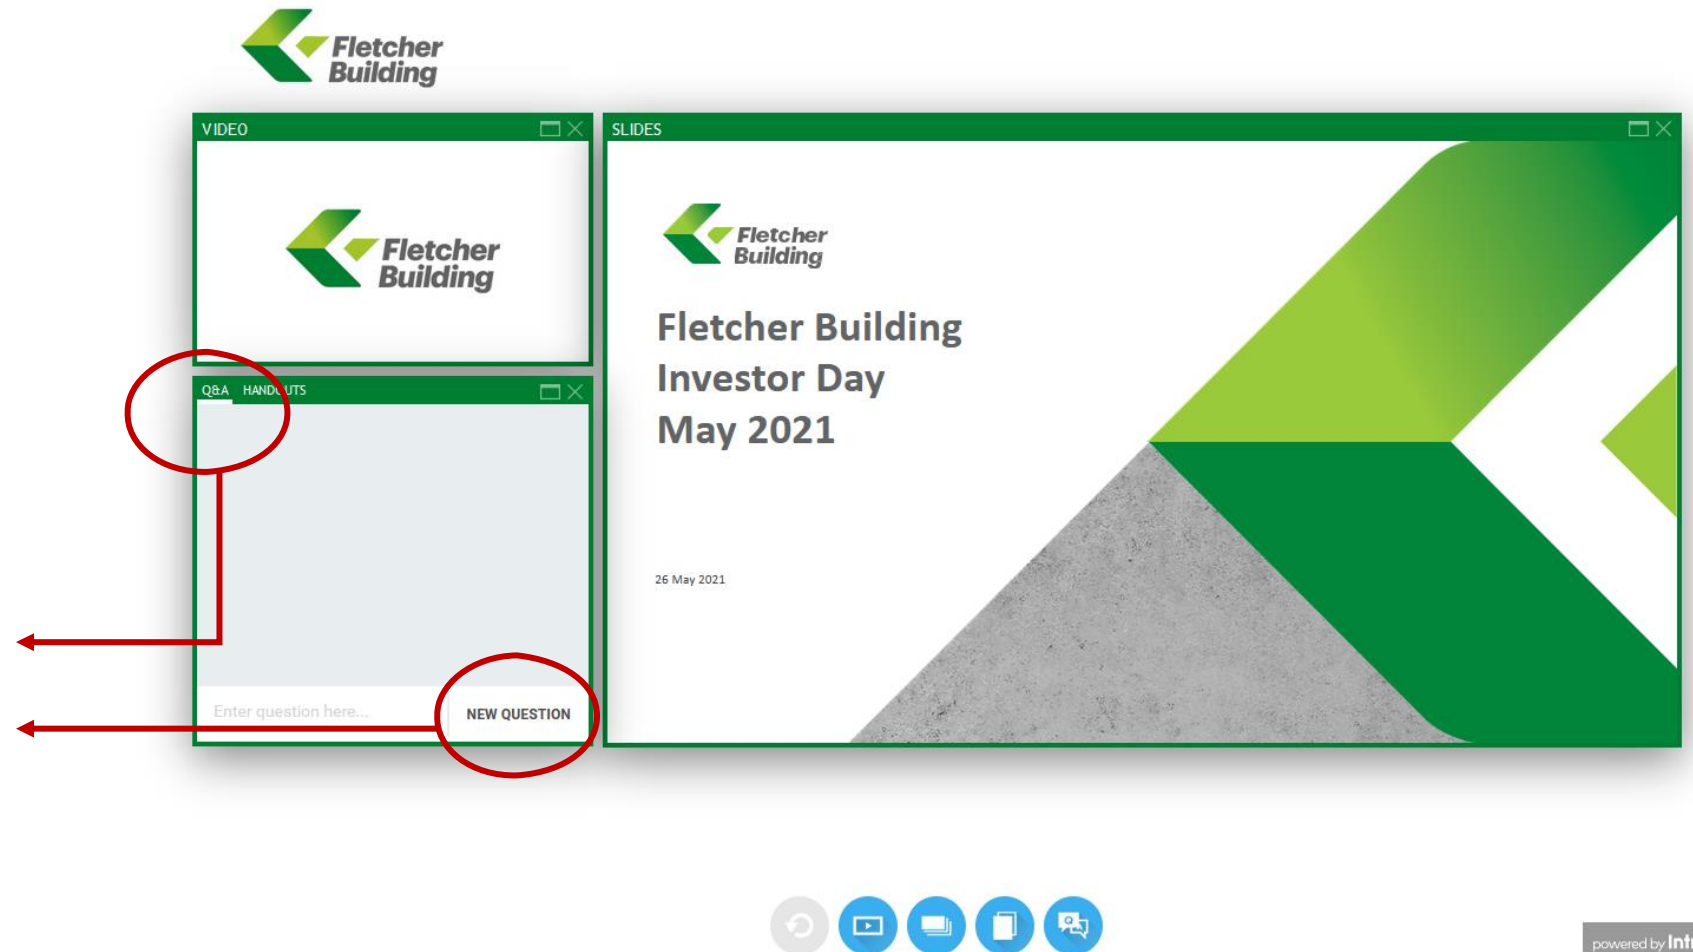 Fletcher
Building
VIDEO
SLIDES
Fletcher
Building
Fletcher
Building
Fletcher Building
Investor Day
May 2021
26 May 2021
Q&A HANDOUTS
Enter question here...
NEW QUESTION
powered by